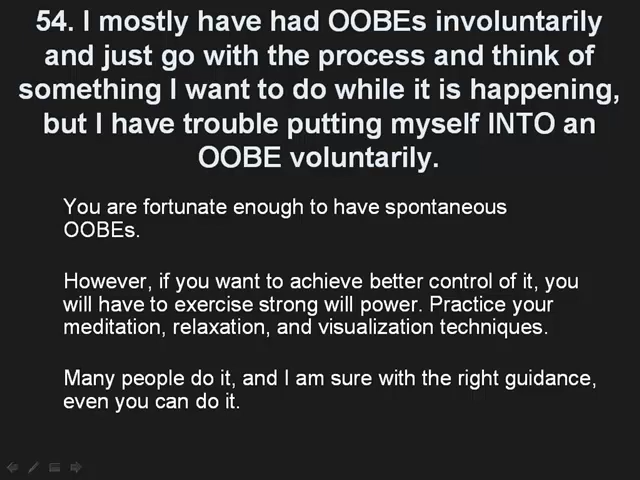 54. I mostly have had OOBEs involuntarily
and just go with the process and think of
something I want to do while it is happening,
but I have trouble putting myself INTO an
OOBE voluntarily.
You are fortunate enough to have spontaneous
OOBEs.
However, if you want to achieve better control of it, you
will have to exercise strong will power. Practice your
meditation, relaxation, and visualization techniques.
Many people do it, and I am sure with the right guidance,
even you can do it.